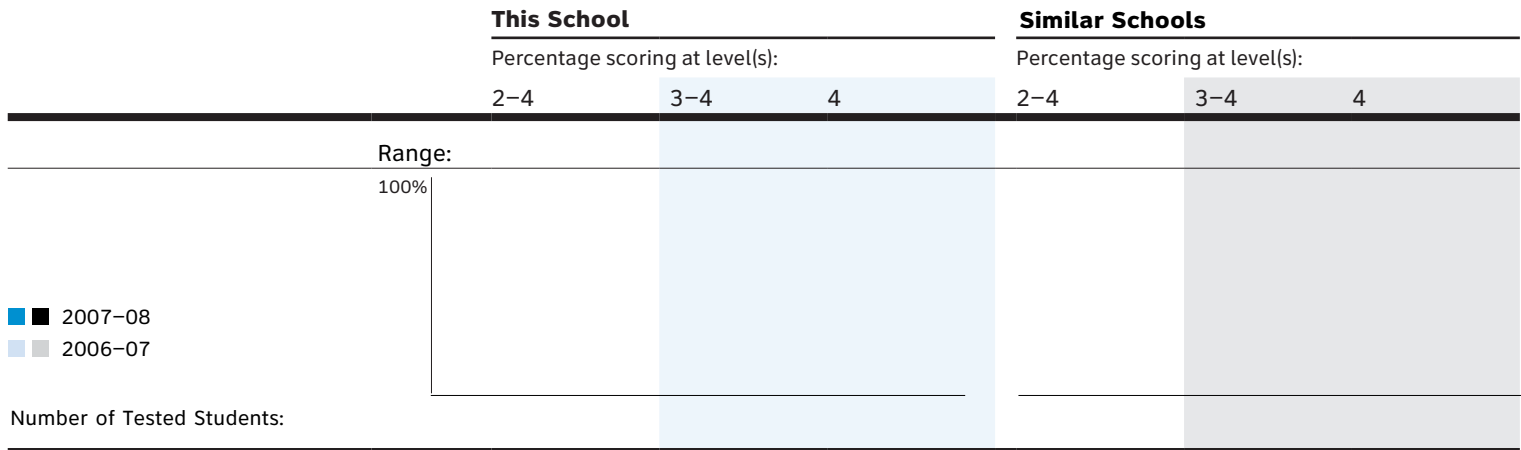 This School Similar Schools
Percentage scoring at level(s): Percentage scoring at level(s):
2–4 3–4 4 2–4 3–4 4
Range:
100%
2007–08
2006–07
Number of Tested Students: